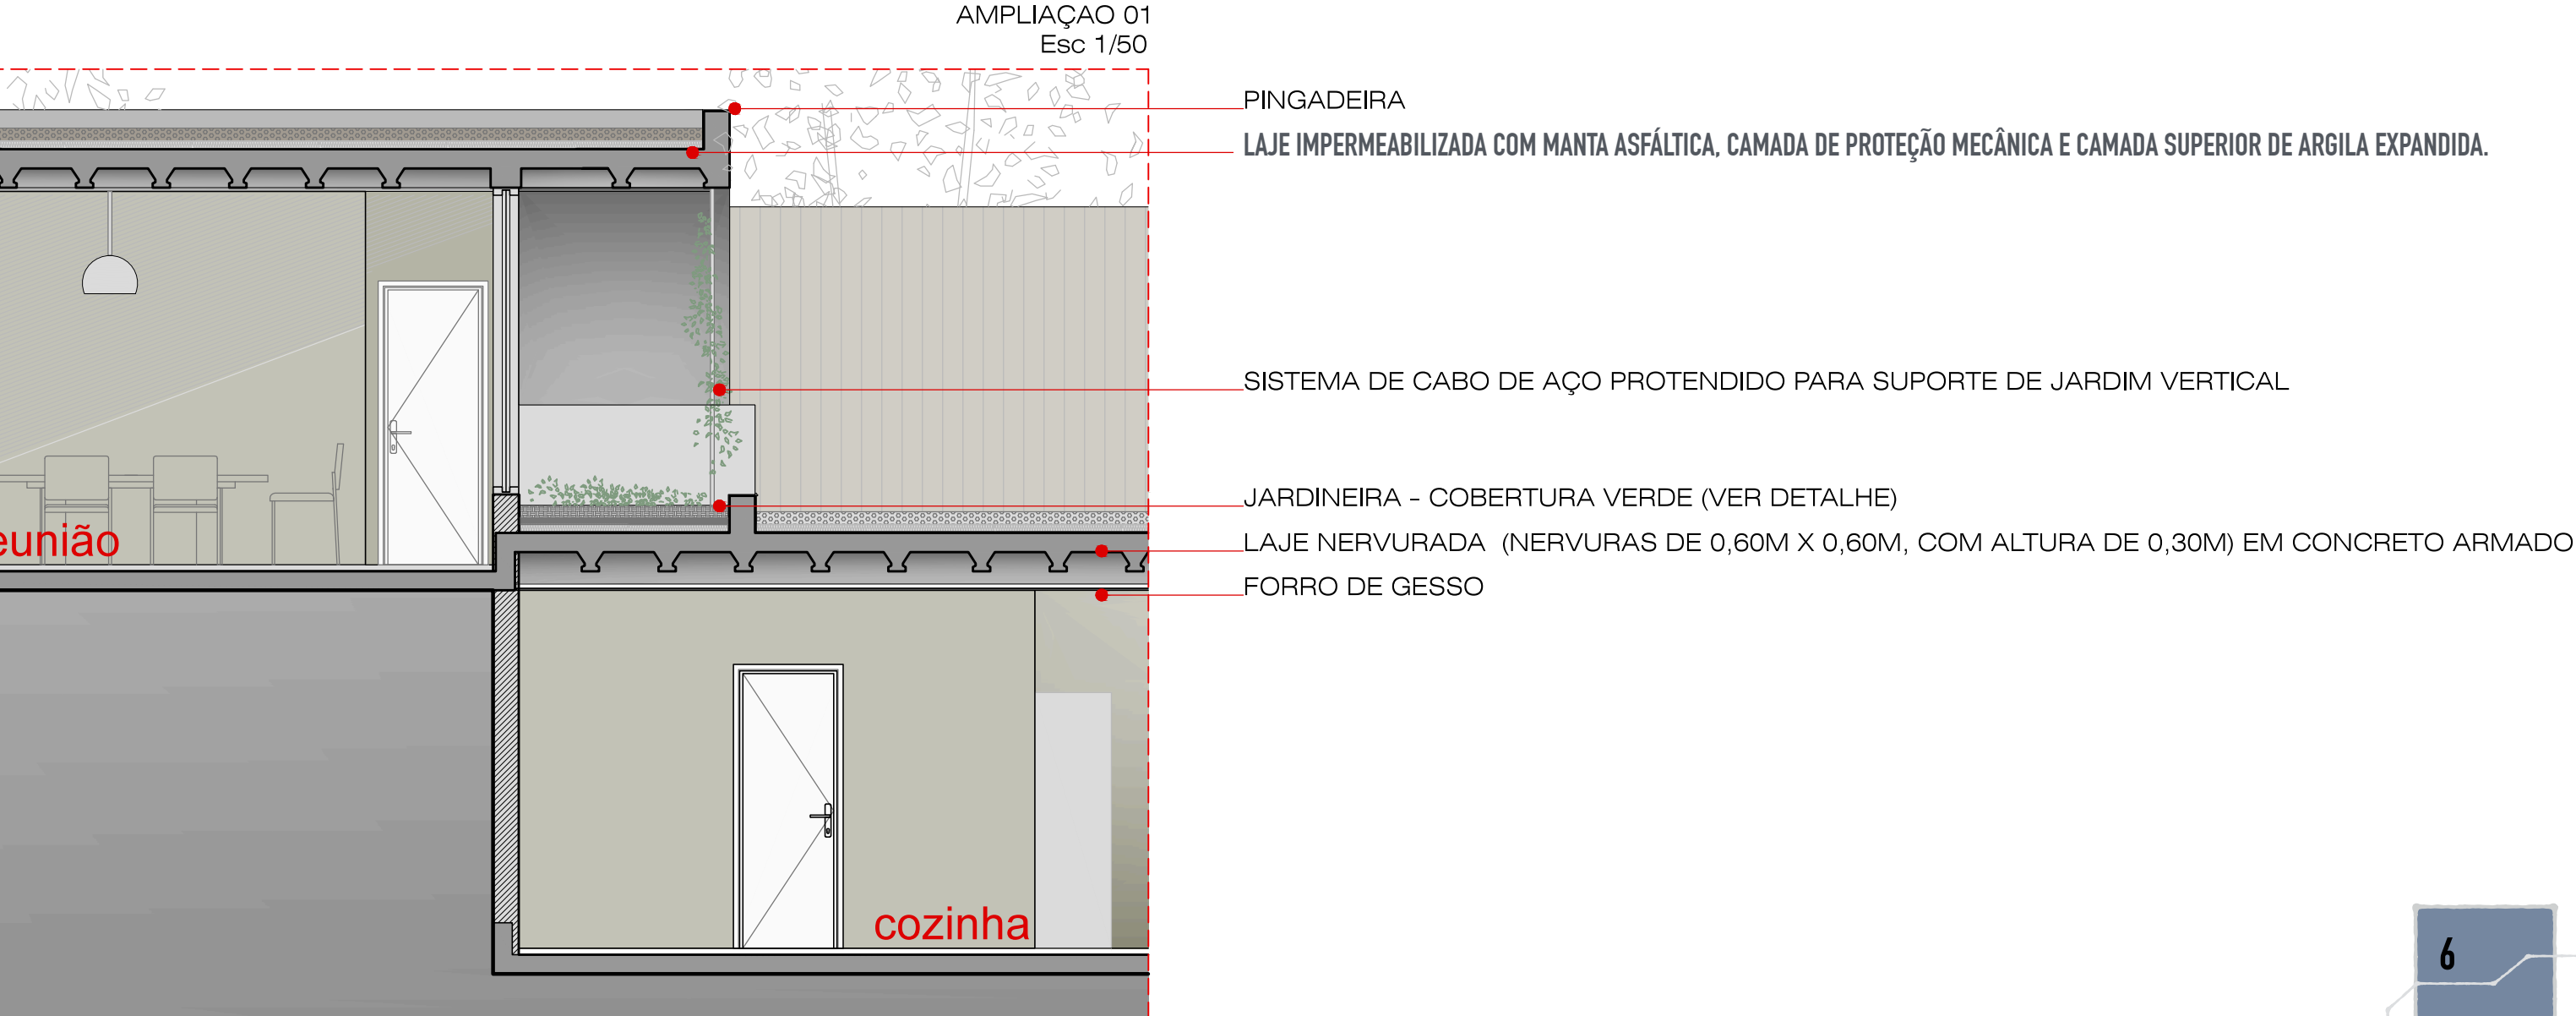 AMPLIAÇAO 01
Esc 1/50
PINGADEIRA
LAJE IMPERMEABILIZADA COM MANTA ASFÁLTICA, CAMADA DE PROTEÇÃO MECÂNICA E CAMADA SUPERIOR DE ARGILA EXPANDIDA.
SISTEMA DE CABO DE AÇO PROTENDIDO PARA SUPORTE DE JARDIM VERTICAL
JARDINEIRA - COBERTURA VERDE (VER DETALHE)
eunião
LAJE NERVURADA (NERVURAS DE 0,60M X 0,60M, COM ALTURA DE 0,30M) EM CONCRETO ARMADO
FORRO DE GESSO
cozinha
6